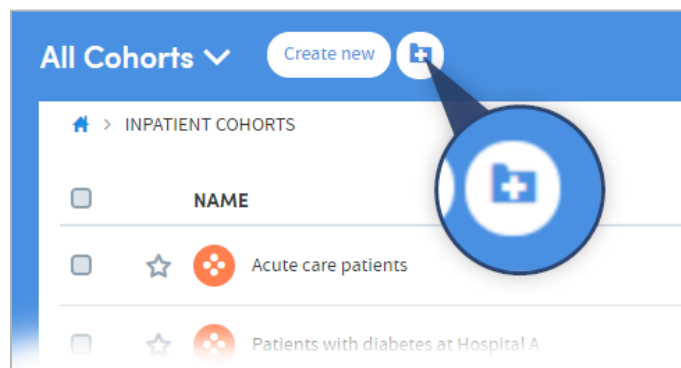 All Cohorts Create new
> INPATIENT COHORTS
NAME
Acute care patients
Patients with diabetes at Hospital A